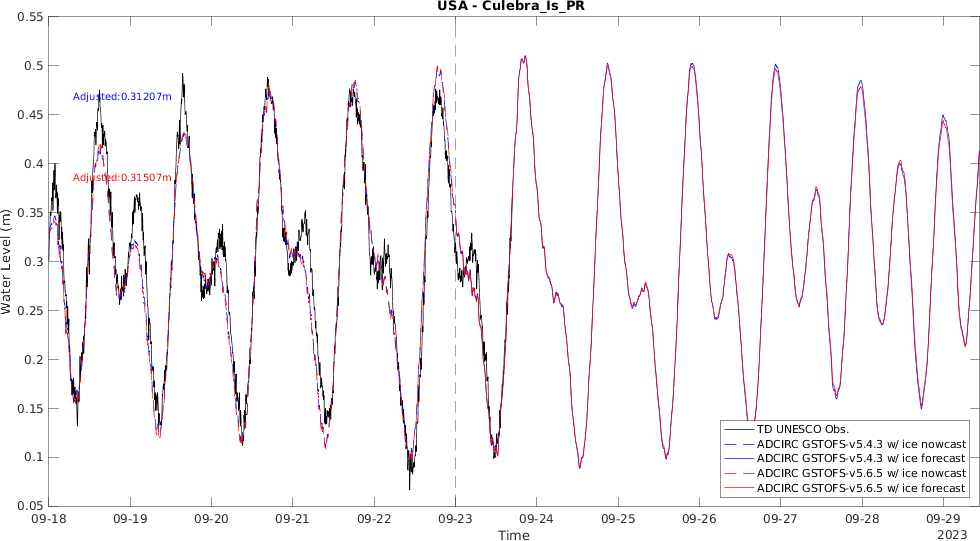 USA - Culebra_Is_PR
0.55
0.5
0.45
0.4
0.35
0.3
0.25
0.2
0.15
0.1
0.05
Water Level (m)
Adjusted:0.31207m
Adjusted:0.31507m
TD UNESCO Obs.
ADCIRC GSTOFS-v5.4.3 w/ ice nowcast
ADCIRC GSTOFS-v5.4.3 w/ ice forecast
ADCIRC GSTOFS-v5.6.5 w/ ice nowcast
ADCIRC GSTOFS-v5.6.5 w/ ice forecast
09-18 09-19 09-20 09-21 09-22 09-23 09-24 09-25 09-26 09-27 09-28 09-29
Time
2023